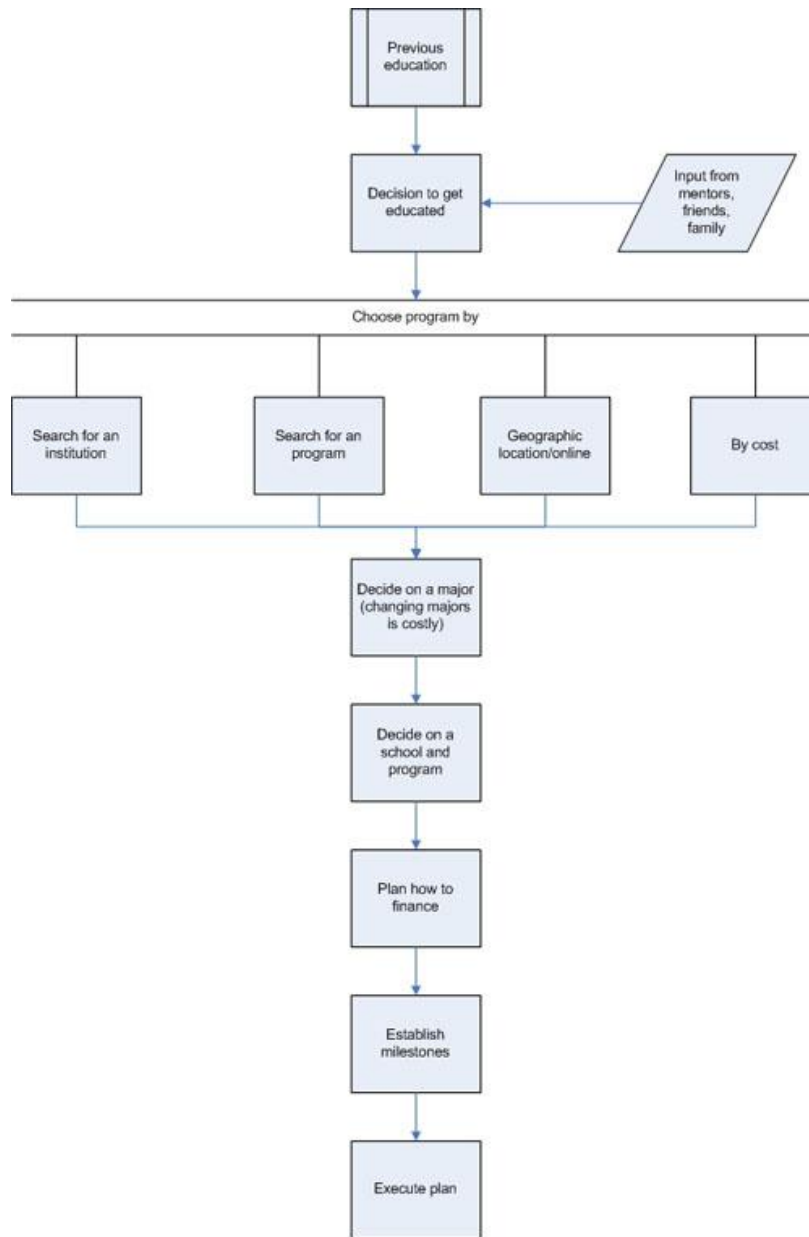 Previous
education
Decision to get
educated
Input from
mentors,
friends,
family
Choose program by
Search for an
institution
Search for an
program
Geographic
location/online
By cost
Decide on a major
(changing majors
is costly)
Decide on a
school and
program
Plan how to
finance
Establish
milestones
Execute plan